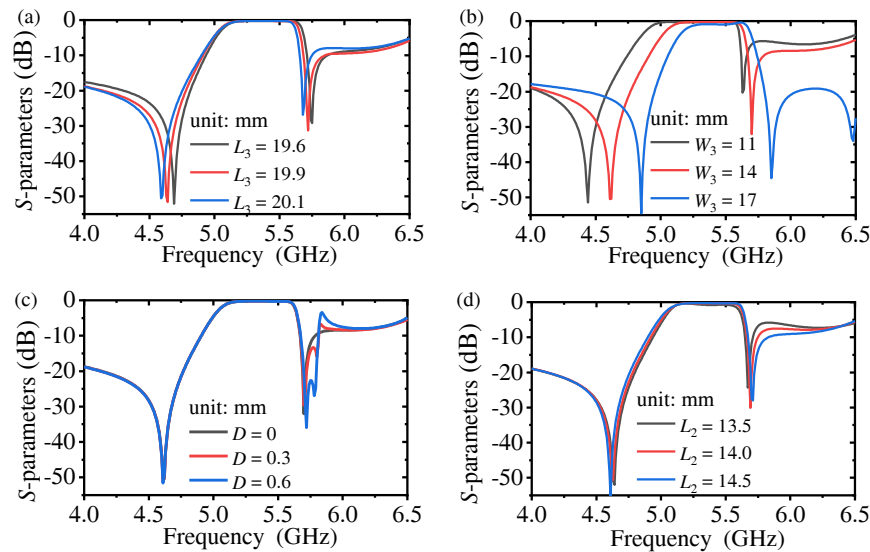 (a)
S-parameters (dB)
0
-10
-20
-30
-40
-50
unit: mm
L3 = 19.6
L3 = 19.9
L3 = 20.1
4.0 4.5 5.0 5.5 6.0 6.5
Frequency (GHz)
(b)
S-parameters (dB)
0
-10
-20
-30
-40
-50
unit: mm
W3 = 11
W3 = 14
W3 = 17
4.0 4.5 5.0 5.5 6.0 6.5
Frequency (GHz)
(c)
S-parameters (dB)
0
-10
-20
-30
-40
-50
unit: mm
D = 0
D = 0.3
D = 0.6
4.0 4.5 5.0 5.5 6.0 6.5
Frequency (GHz)
(d)
S-parameters (dB)
0
-10
-20
-30
-40
-50
unit: mm
L2 = 13.5
L2 = 14.0
L2 = 14.5
4.0 4.5 5.0 5.5 6.0 6.5
Frequency (GHz)